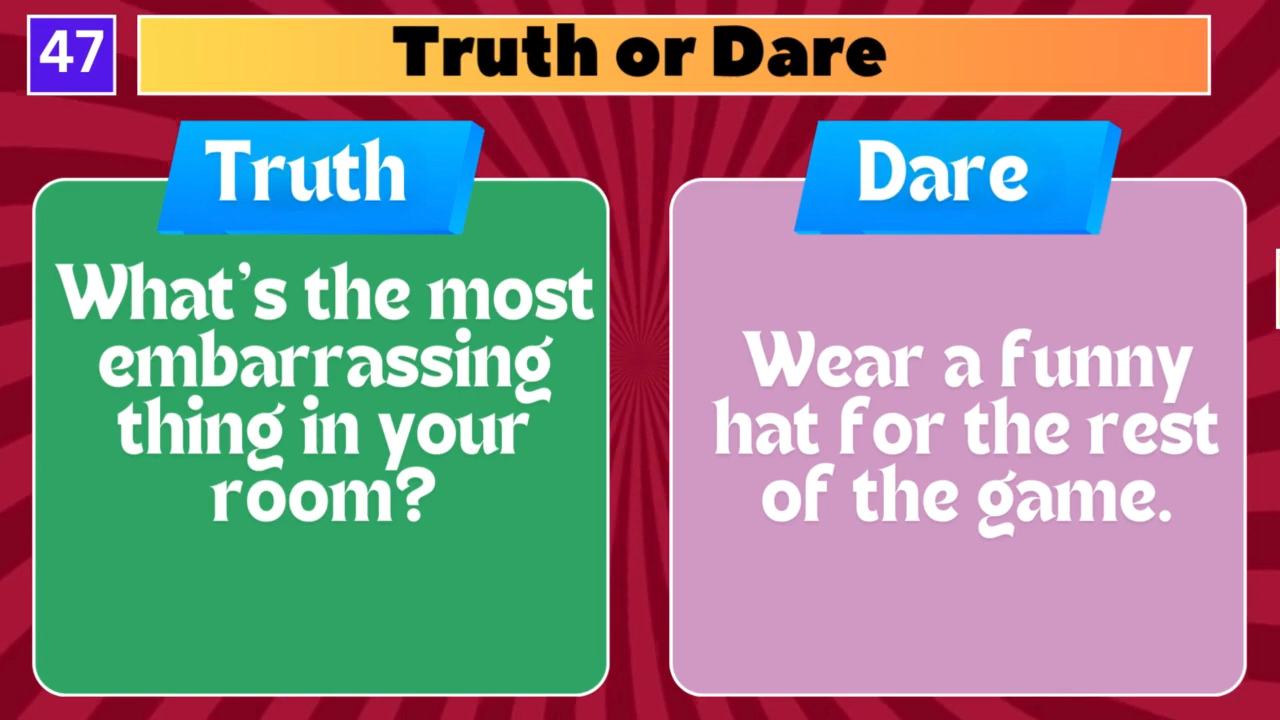 47
Truth or Dare
Truth
What's the most
embarrassing
thing in your
room?
Dare
Wear a funny
hat for the rest
of the game.